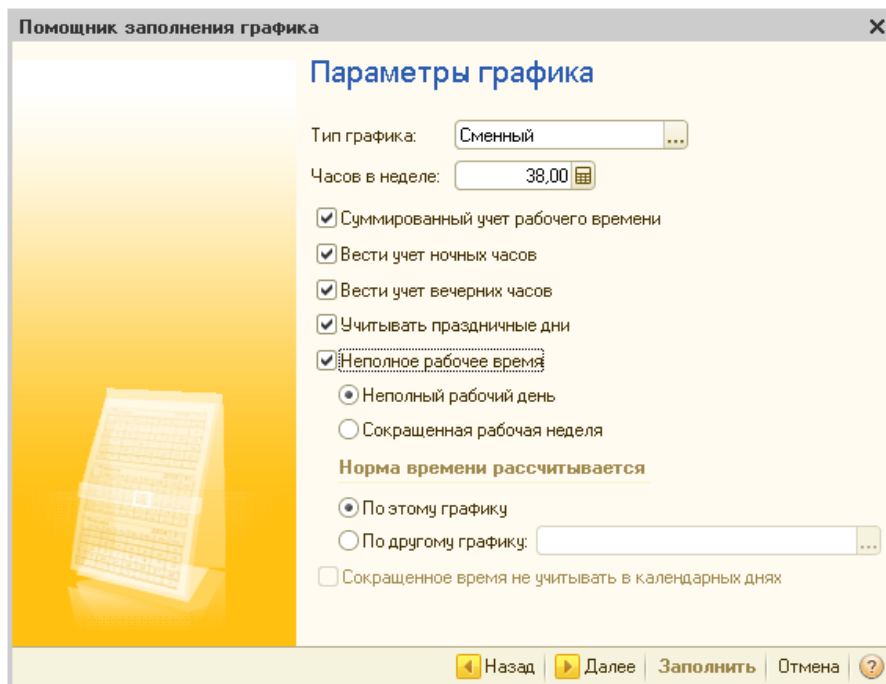 Помощник заполнения графика
Параметры графика
Тип графика: Сменный ...
Часов в неделе: 38,00
Суммированный учет рабочего времени
Вести учет ночных часов
Вести учет вечерних часов
Учитывать праздничные дни
Неполное рабочее время
Неполный рабочий день
Сокращенная рабочая неделя
Норма времени рассчитывается
По этому графику
По другому графику: ...
Сокращенное время не учитывать в календарных днях
Назад Далее Заполнить Отмена ?